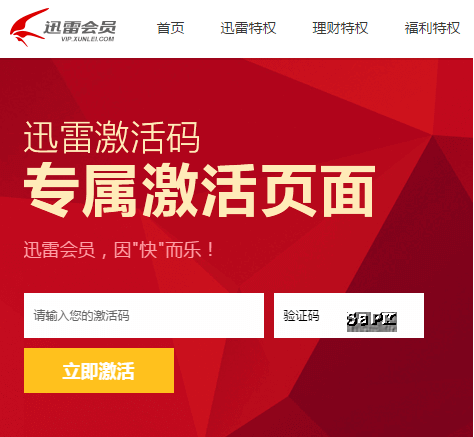 迅雷会员
VIP.XUNLEI.COM
首页 迅雷特权 理财特权 福利特权
迅雷激活码
专属激活页面
迅雷会员，因"快"而乐！
请输入您的激活码 验证码 8aPK
立即激活